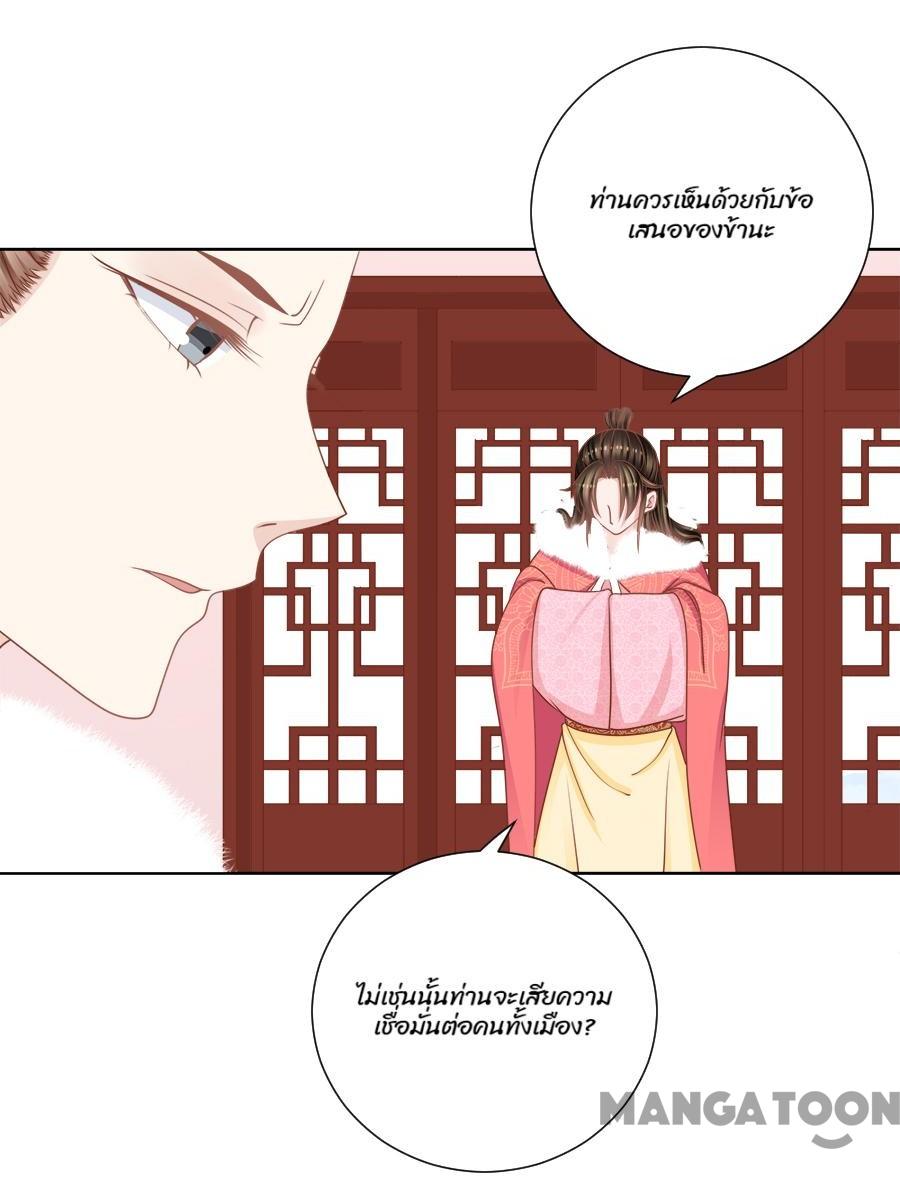 ท่านควรเห็นด้วยกับข้อ
เสนอของข้านะ
ไม่เช่นนั้นท่านจะเสียความ
เชื่อมั่นต่อคนทั้งเมือง?
MANGATOON